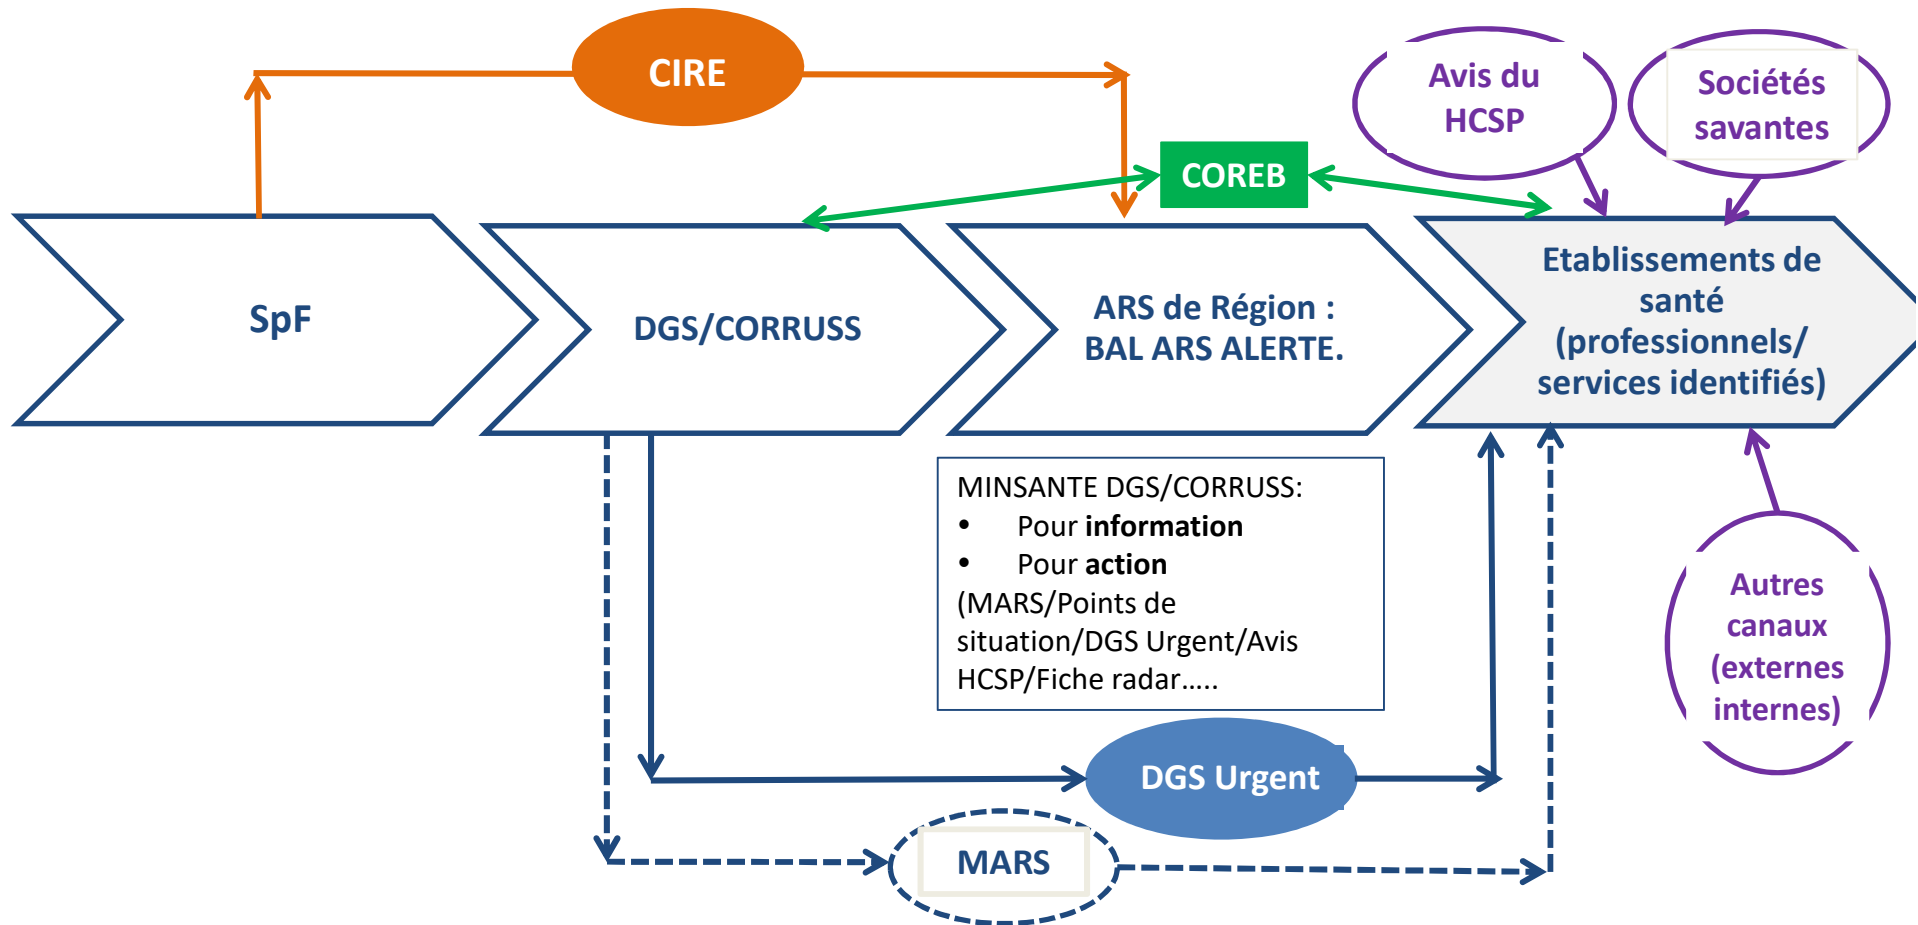 CIRE
Avis du
HCSP
Sociétés
savantes
COREB
SpF
DGS/CORRUSS
ARS de Région :
BAL ARS ALERTE.
Etablissements de
santé
(professionnels/
services identifiés)
MINSANTE DGS/CORRUSS:
• Pour information
• Pour action
(MARS/Points de
situation/DGS Urgent/Avis
HCSP/Fiche radar…..
Autres
canaux
(externes
internes)
DGS Urgent
MARS